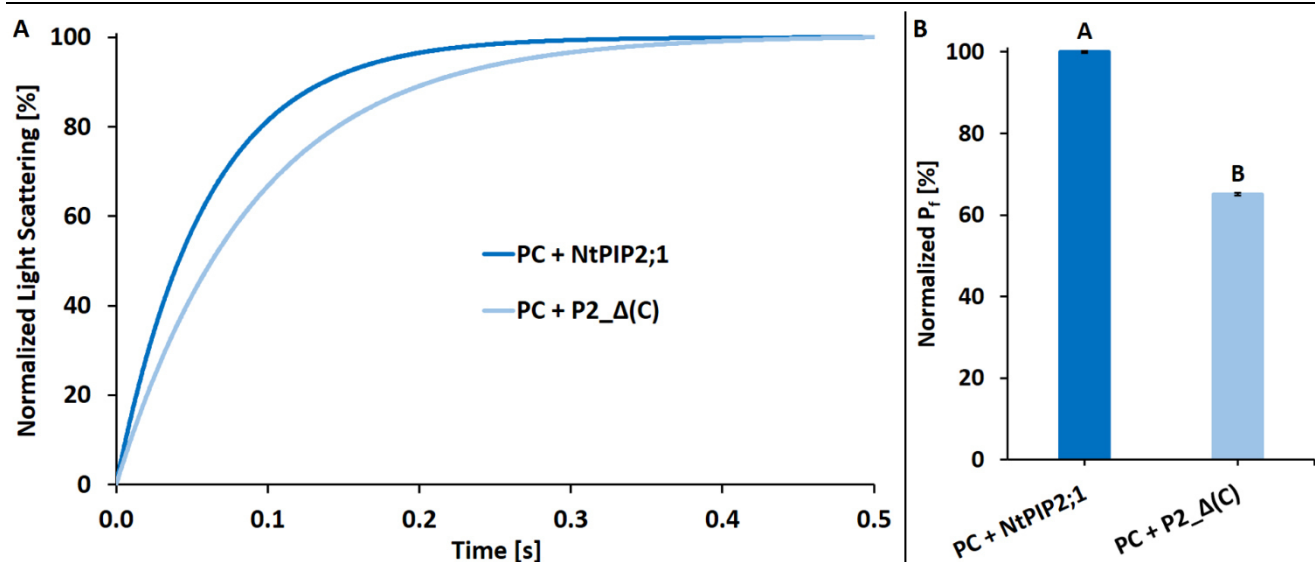 A
Normalized Light Scattering [%]
100
80
60
40
20
0
0.0 0.1 0.2 0.3 0.4 0.5
Time [s]
PC + NtPIP2;1
PC + P2_Δ(C)
B
Normalized Pf [%]
100
80
60
40
20
0
A
B
PC + NtPIP2;1
PC + P2_Δ(C)